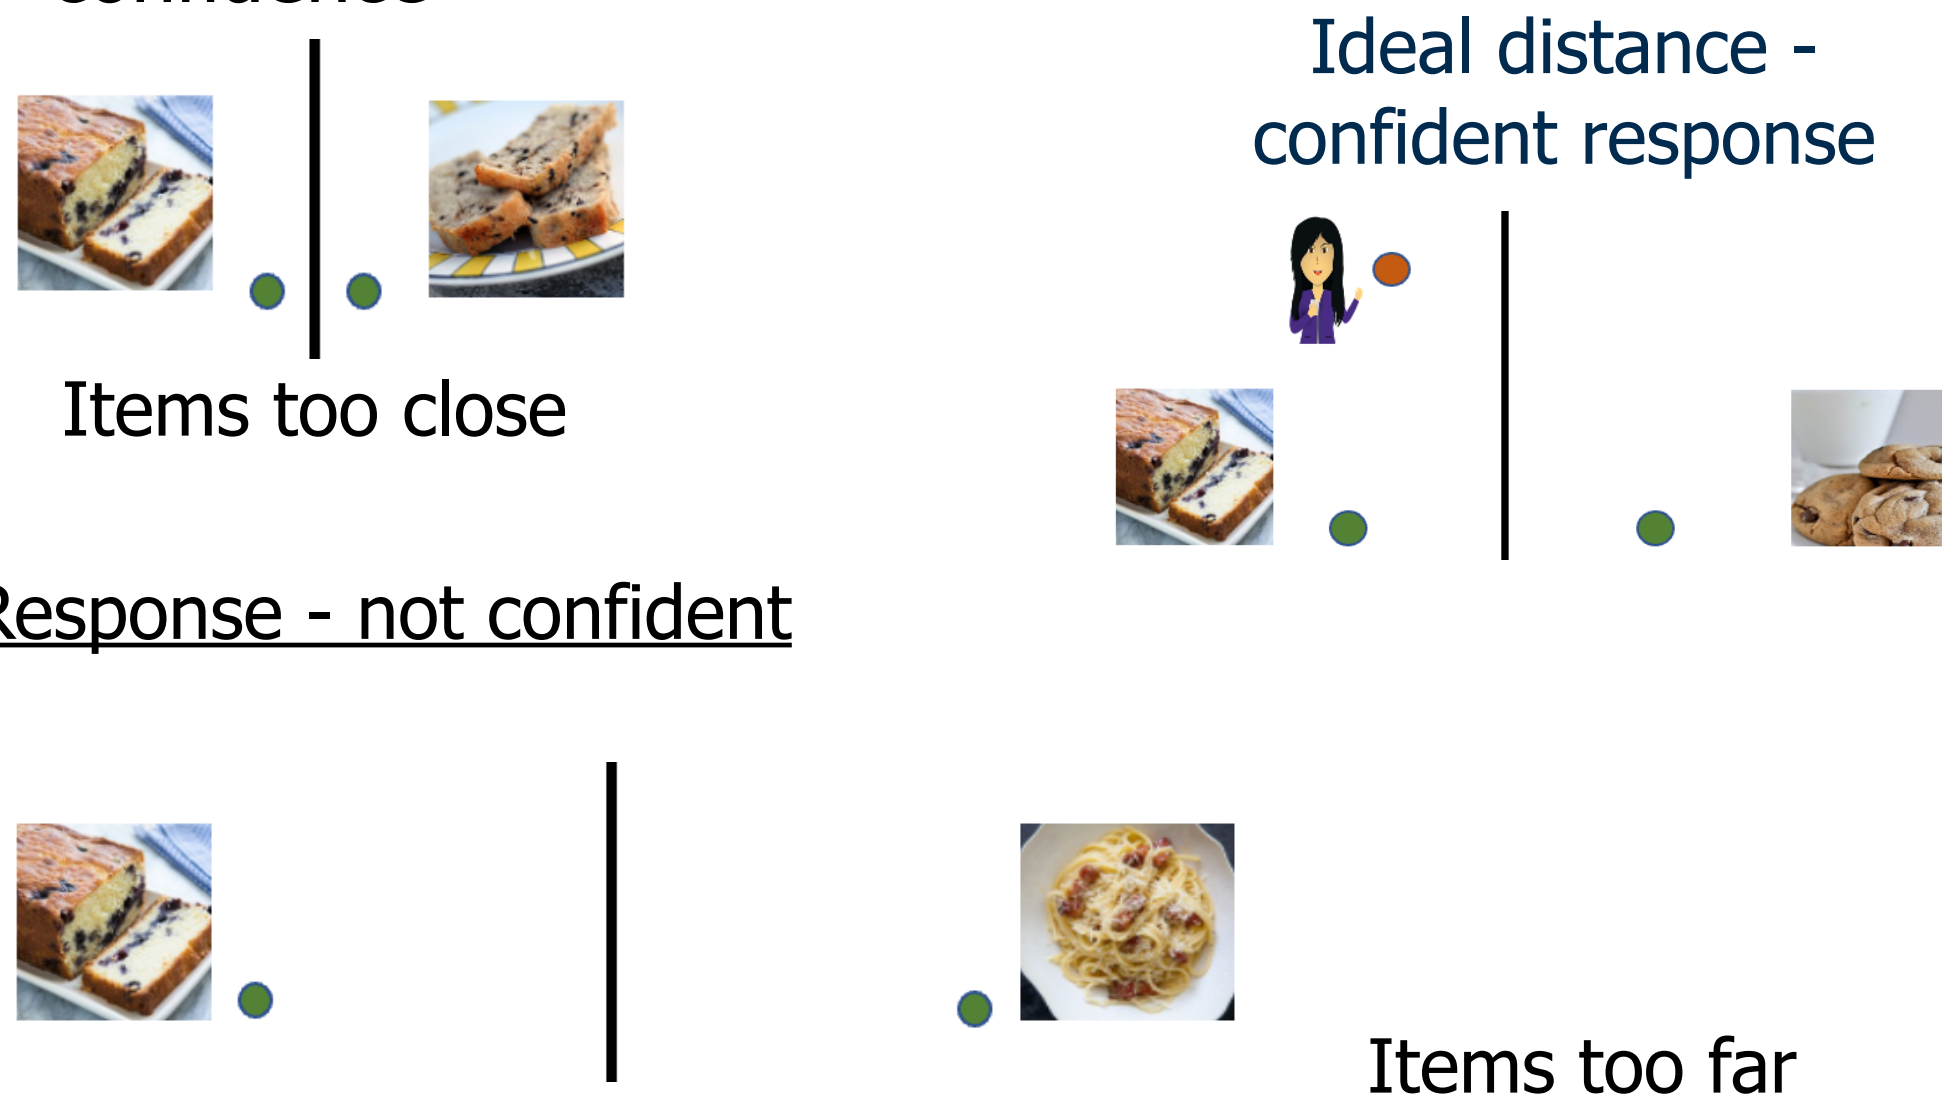 Ideal distance -
confident response
Items too close
Response - not confident
Items too far